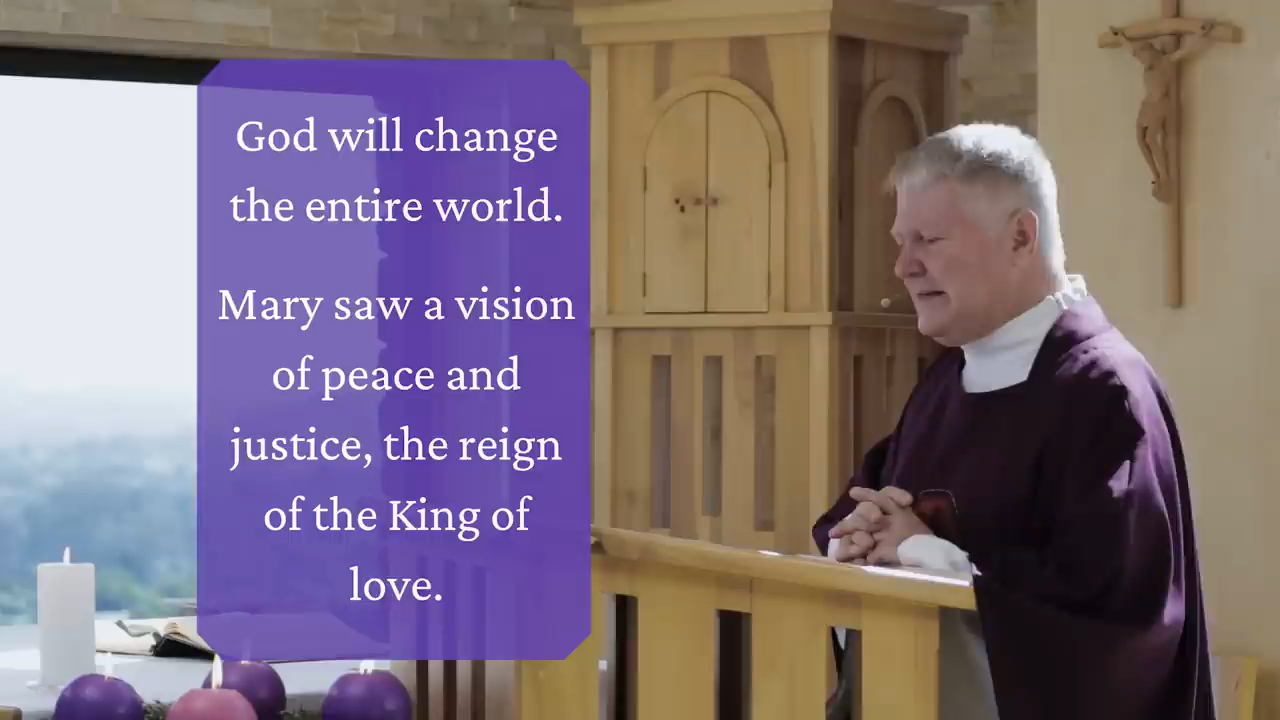 God will change
the entire world.
Mary saw a vision
of peace and
justice, the reign
of the King of
love.